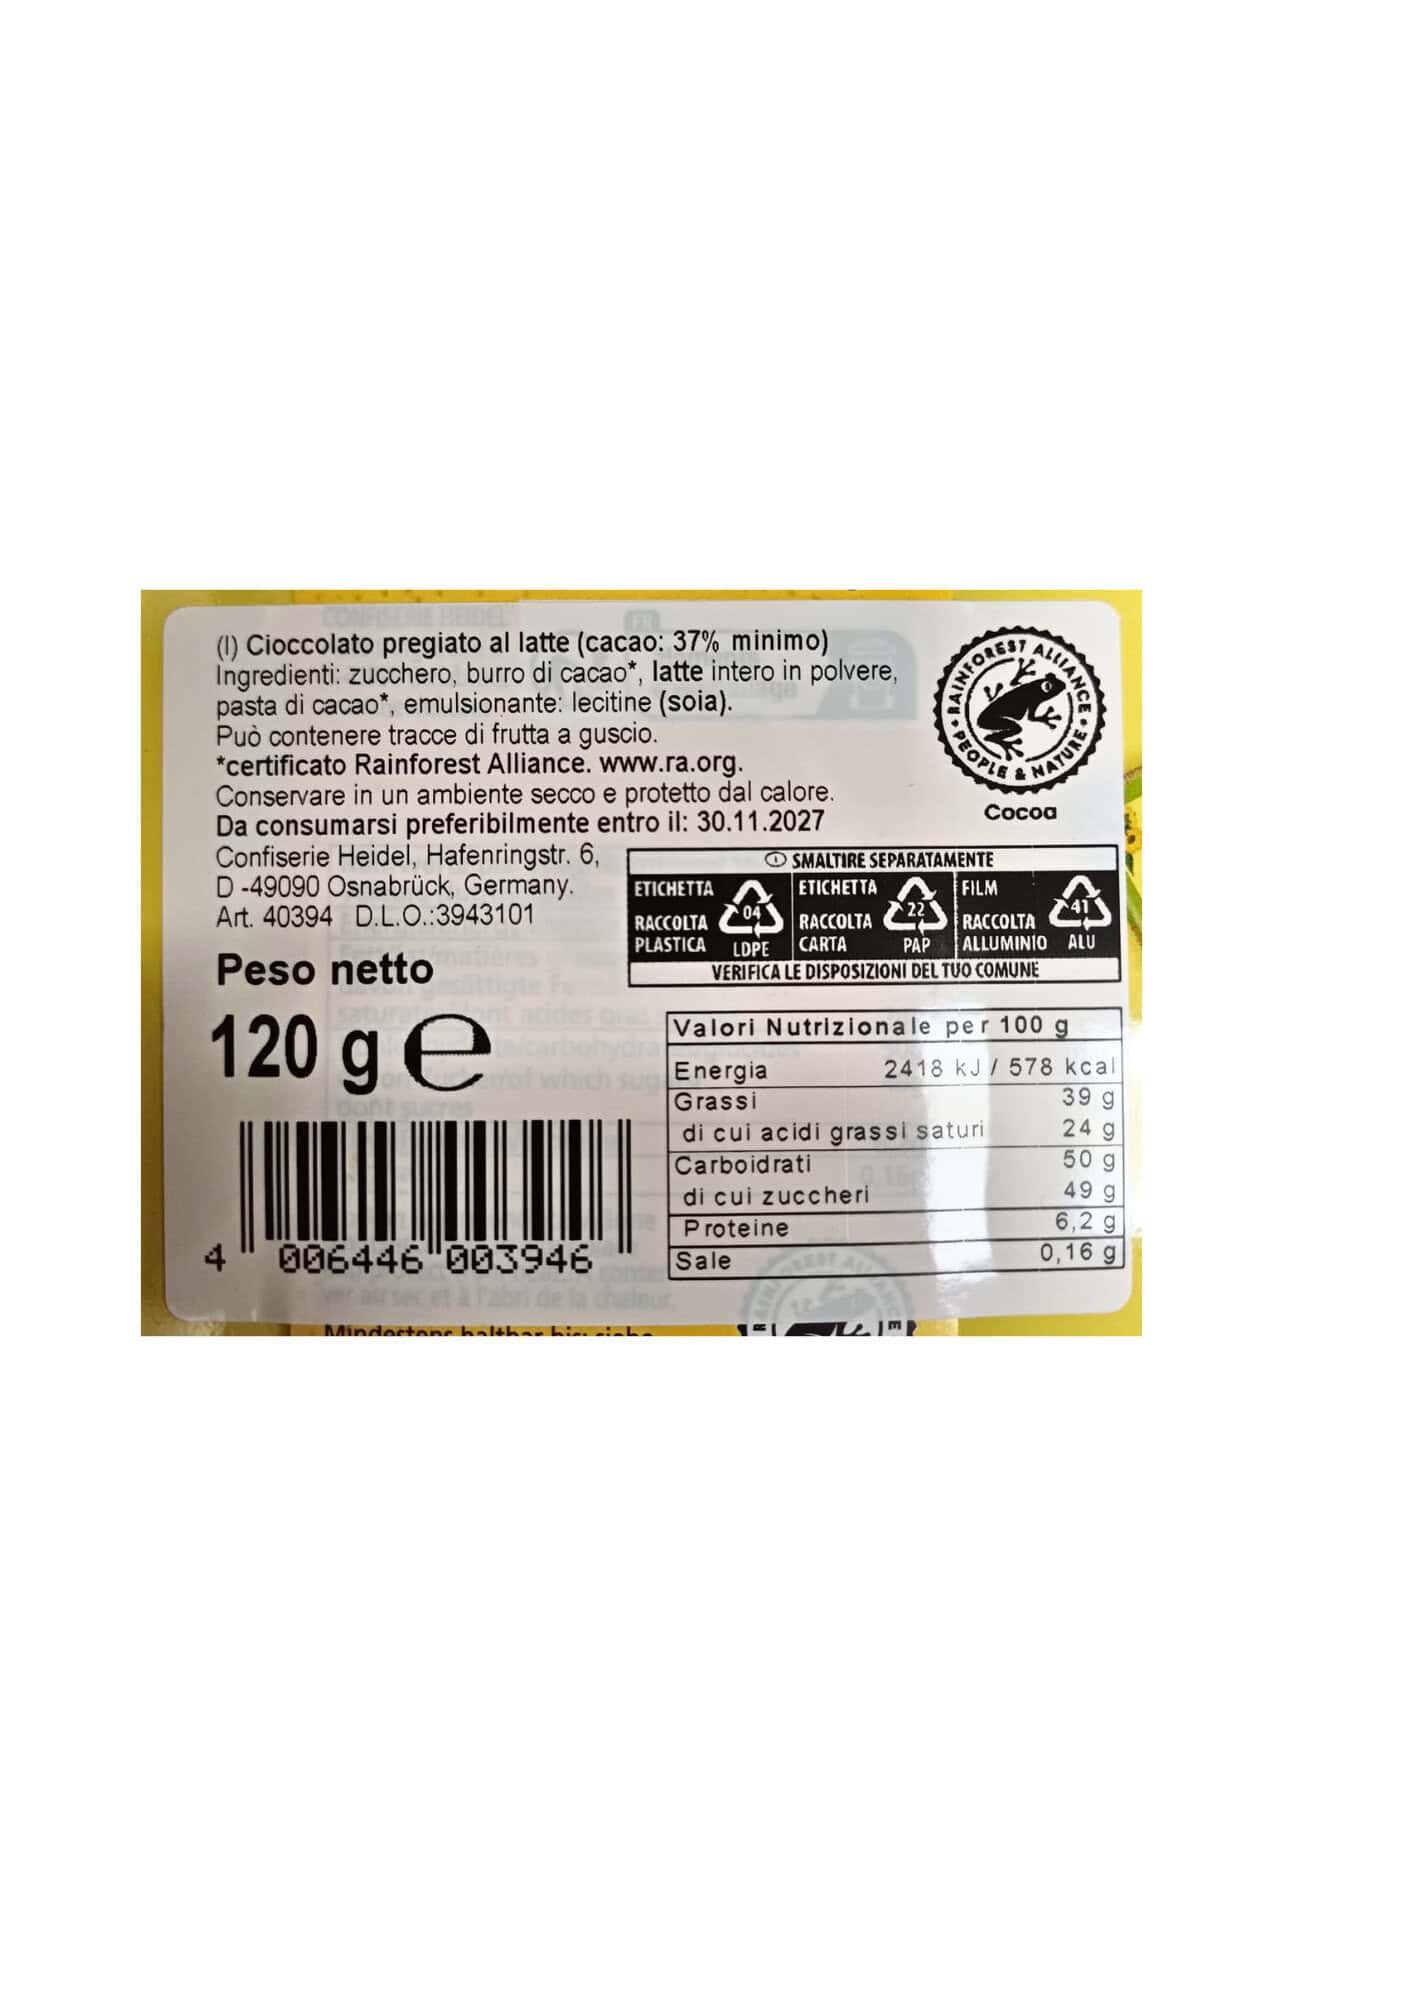 (I) Cioccolato pregiato al latte (cacao: 37% minimo)
Ingredienti: zucchero, burro di cacao*, latte intero in polvere,
pasta di cacao*, emulsionante: lecitine (soia).
Può contenere tracce di frutta a guscio.
*certificato Rainforest Alliance. www.ra.org.
Conservare in un ambiente secco e protetto dal calore.
Da consumarsi preferibilmente entro il: 30.11.2027
Confiserie Heidel, Hafenringstr. 6,
D -49090 Osnabrück, Germany.
Art. 40394 D.L.O.:3943101
Peso netto
120 g e
4 006446 003946
RAINFOREST ALLIANCE
PEOPLE & NATURE
Cocoa
SMALTIRE SEPARATAMENTE
ETICHETTA
RACCOLTA
PLASTICA
04
LDPE
ETICHETTA
RACCOLTA
CARTA
22
PAP
FILM
RACCOLTA
ALLUMINIO
41
ALU
VERIFICA LE DISPOSIZIONI DEL TUO COMUNE
Valori Nutrizionale per 100 g
Energia 2418 kJ / 578 kcal
Grassi 39 g
di cui acidi grassi saturi 24 g
Carboidrati 50 g
di cui zuccheri 49 g
Proteine 6,2 g
Sale 0,16 g